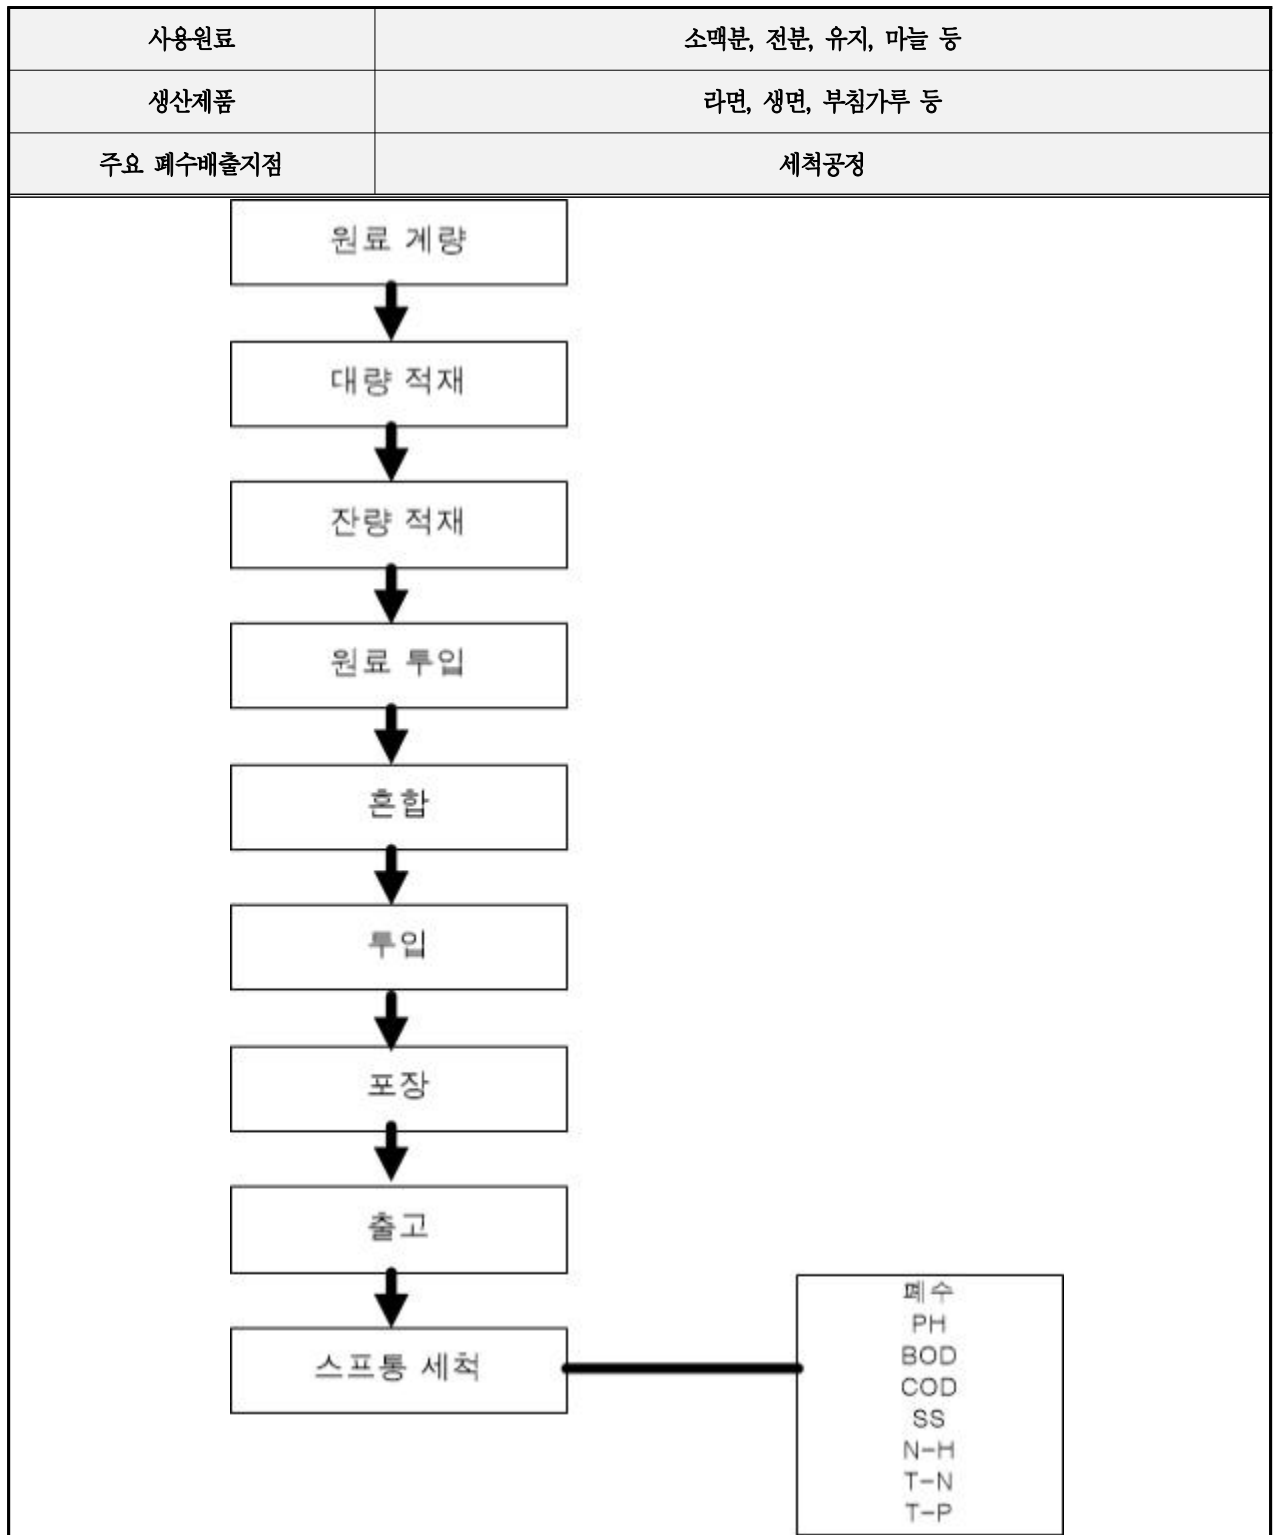 사용원료 소맥분, 전분, 유지, 마늘 등
생산제품 라면, 생면, 부침가루 등
주요 폐수배출지점 세척공정
원료 계량
대량 적재
잔량 적재
원료 투입
혼합
투입
포장
출고
스프통 세척
폐수
PH
BOD
COD
SS
N-H
T-N
T-P